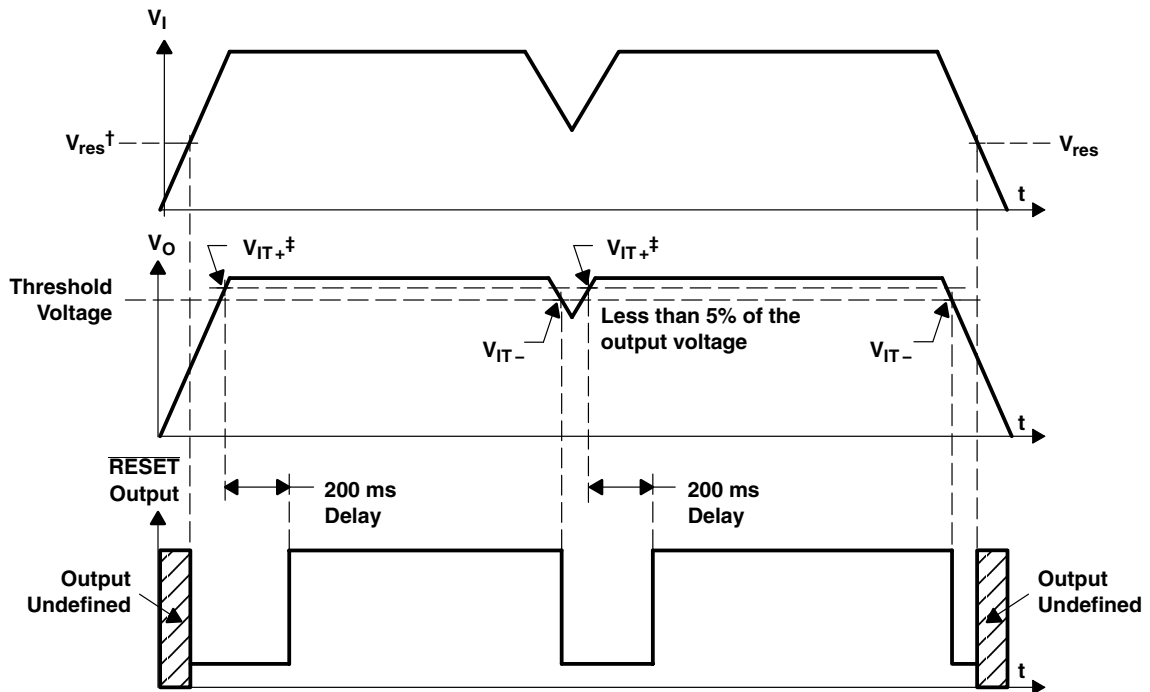 VI
Vres†
Vres
t
VO
VIT+‡
VIT+‡
Threshold
Voltage
Less than 5% of the
output voltage
VIT−
VIT−
t
RESET
Output
200 ms
Delay
200 ms
Delay
Output
Undefined
Output
Undefined
t